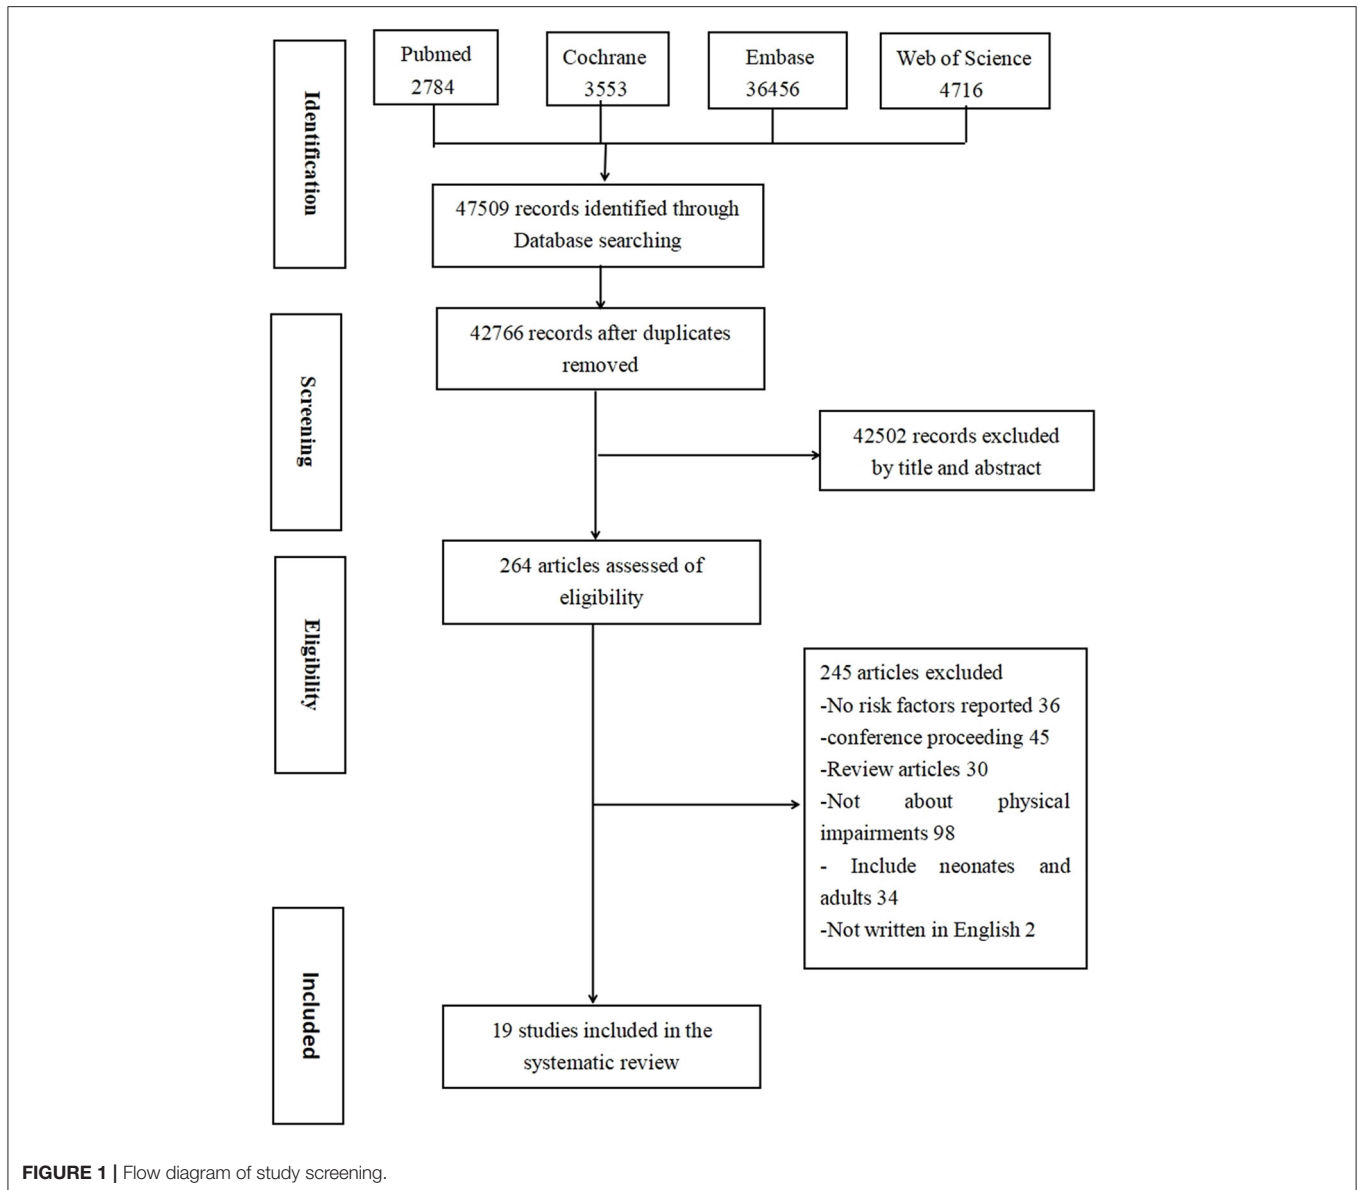 Pubmed
2784
Cochrane
3553
Embase
36456
Web of Science
4716
Identification
47509 records identified through
Database searching
Screening
42766 records after duplicates
removed
42502 records excluded
by title and abstract
Eligibility
264 articles assessed of
eligibility
245 articles excluded
-No risk factors reported 36
-conference proceeding 45
-Review articles 30
-Not about physical
impairments 98
- Include neonates and
adults 34
-Not written in English 2
Included
19 studies included in the
systematic review
FIGURE 1 | Flow diagram of study screening.